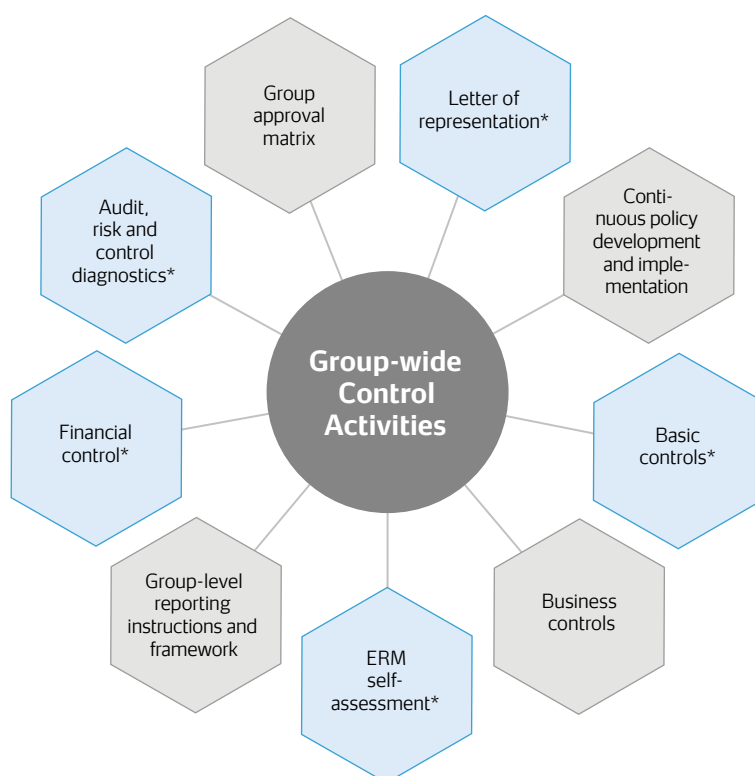 Group
approval
matrix
Letter of
representation*
Audit,
risk and
control
diagnostics*
Conti-
nuous policy
development
and imple-
mentation
Group-wide
Control
Activities
Financial
control*
Basic
controls*
Group-level
reporting
instructions and
framework
Business
controls
ERM
self-
assessment*